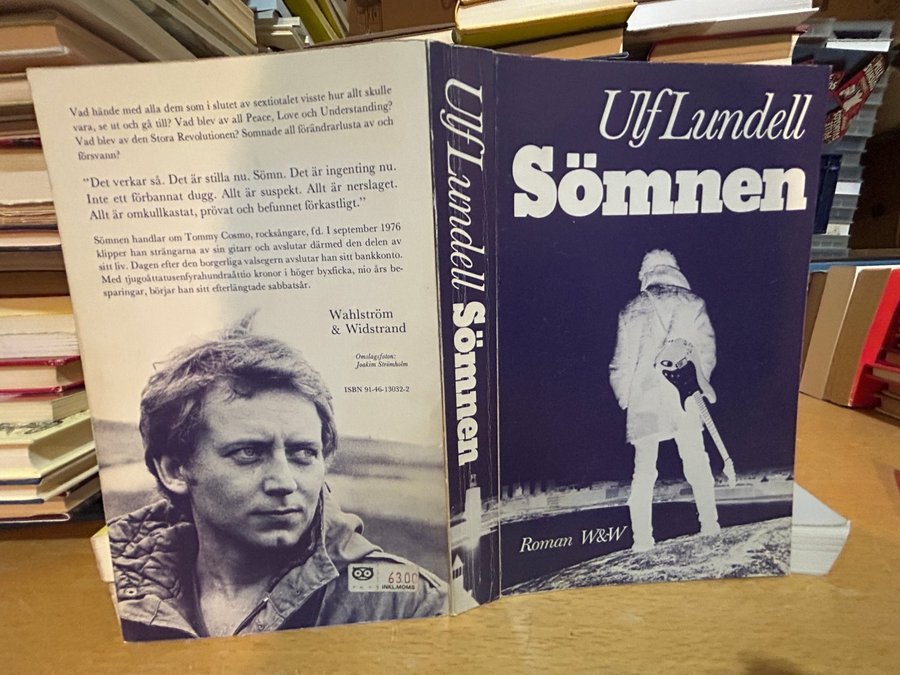 Vad hände med alla dem som i slutet av sextiotalet visste hur allt skulle
vara, se ut och gå till? Vad blev av all Peace, Love och Understanding?
Vad blev av den Stora Revolutionen? Somnade all förändrarlusta av och
försvann?
"Det verkar så. Det är stilla nu. Sömn. Det är ingenting nu.
Inte ett förbannat dugg. Allt är suspekt. Allt är nerslaget.
Allt är omkullkastat, prövat och befunnet förkastligt."
Sömnen handlar om Tommy Cosmo, rocksångare, fd. I september 1976
klipper han strängarna av sin gitarr och avslutar därmed den delen av
sitt liv. Dagen efter den borgerliga valsegern avslutar han sitt bankkonto.
Med tjugoåttatusenfyrahundraåttio kronor i höger byxficka, nio års be-
sparingar, börjar han sitt efterlängtade sabbatsår.
Wahlström
& Widstrand
Omslagsfoton:
Joakim Strömholm
ISBN 91-46-13032-2
63.00
INKL.MOMS
Ulf Lundell Sömnen
Ulf Lundell
Sömnen
Roman W&W